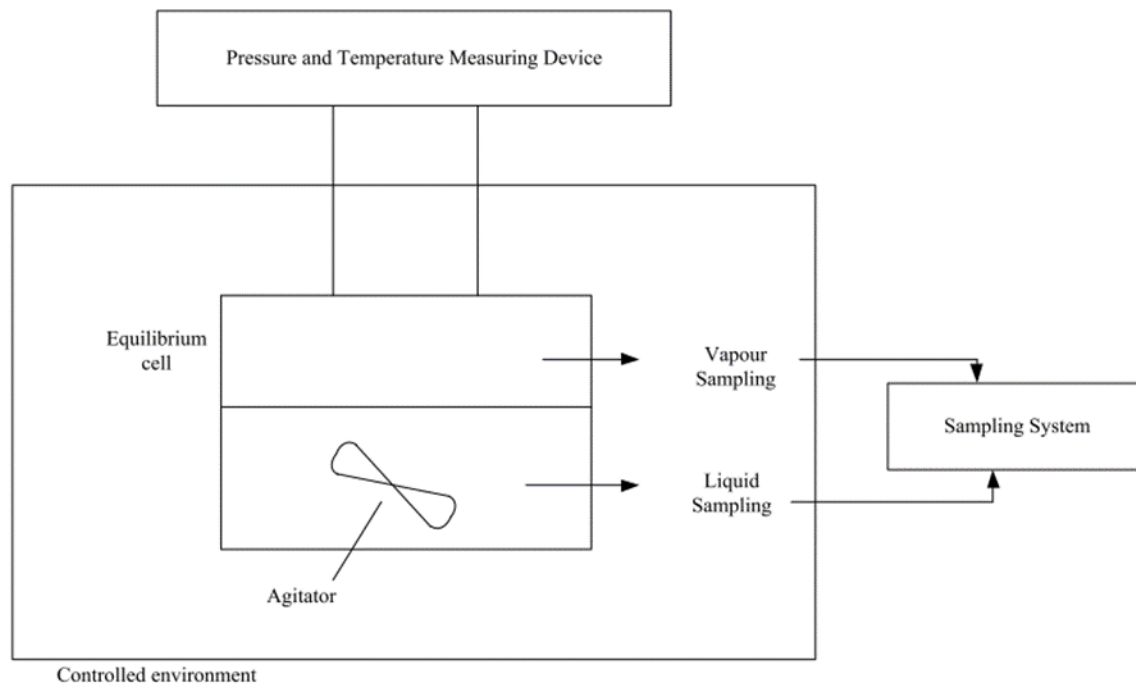 Pressure and Temperature Measuring Device
Equilibrium
cell
Vapour
Sampling
Sampling System
Liquid
Sampling
Agitator
Controlled environment